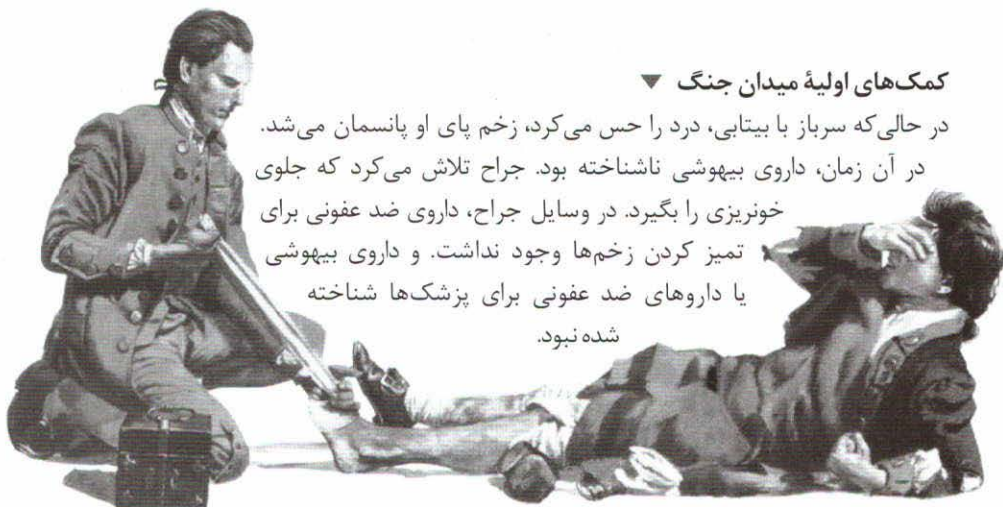 کمک‌های اولیهٔ میدان جنگ ▼
در حالی‌که سرباز با بیتابی، درد را حس می‌کرد، زخم پای او پانسمان می‌شد.
در آن زمان، داروی بیهوشی ناشناخته بود. جراح تلاش می‌کرد که جلوی
خونریزی را بگیرد. در وسایل جراح، داروی ضد عفونی برای
تمیز کردن زخم‌ها وجود نداشت. و داروی بیهوشی
یا داروهای ضد عفونی برای پزشک‌ها شناخته
شده نبود.